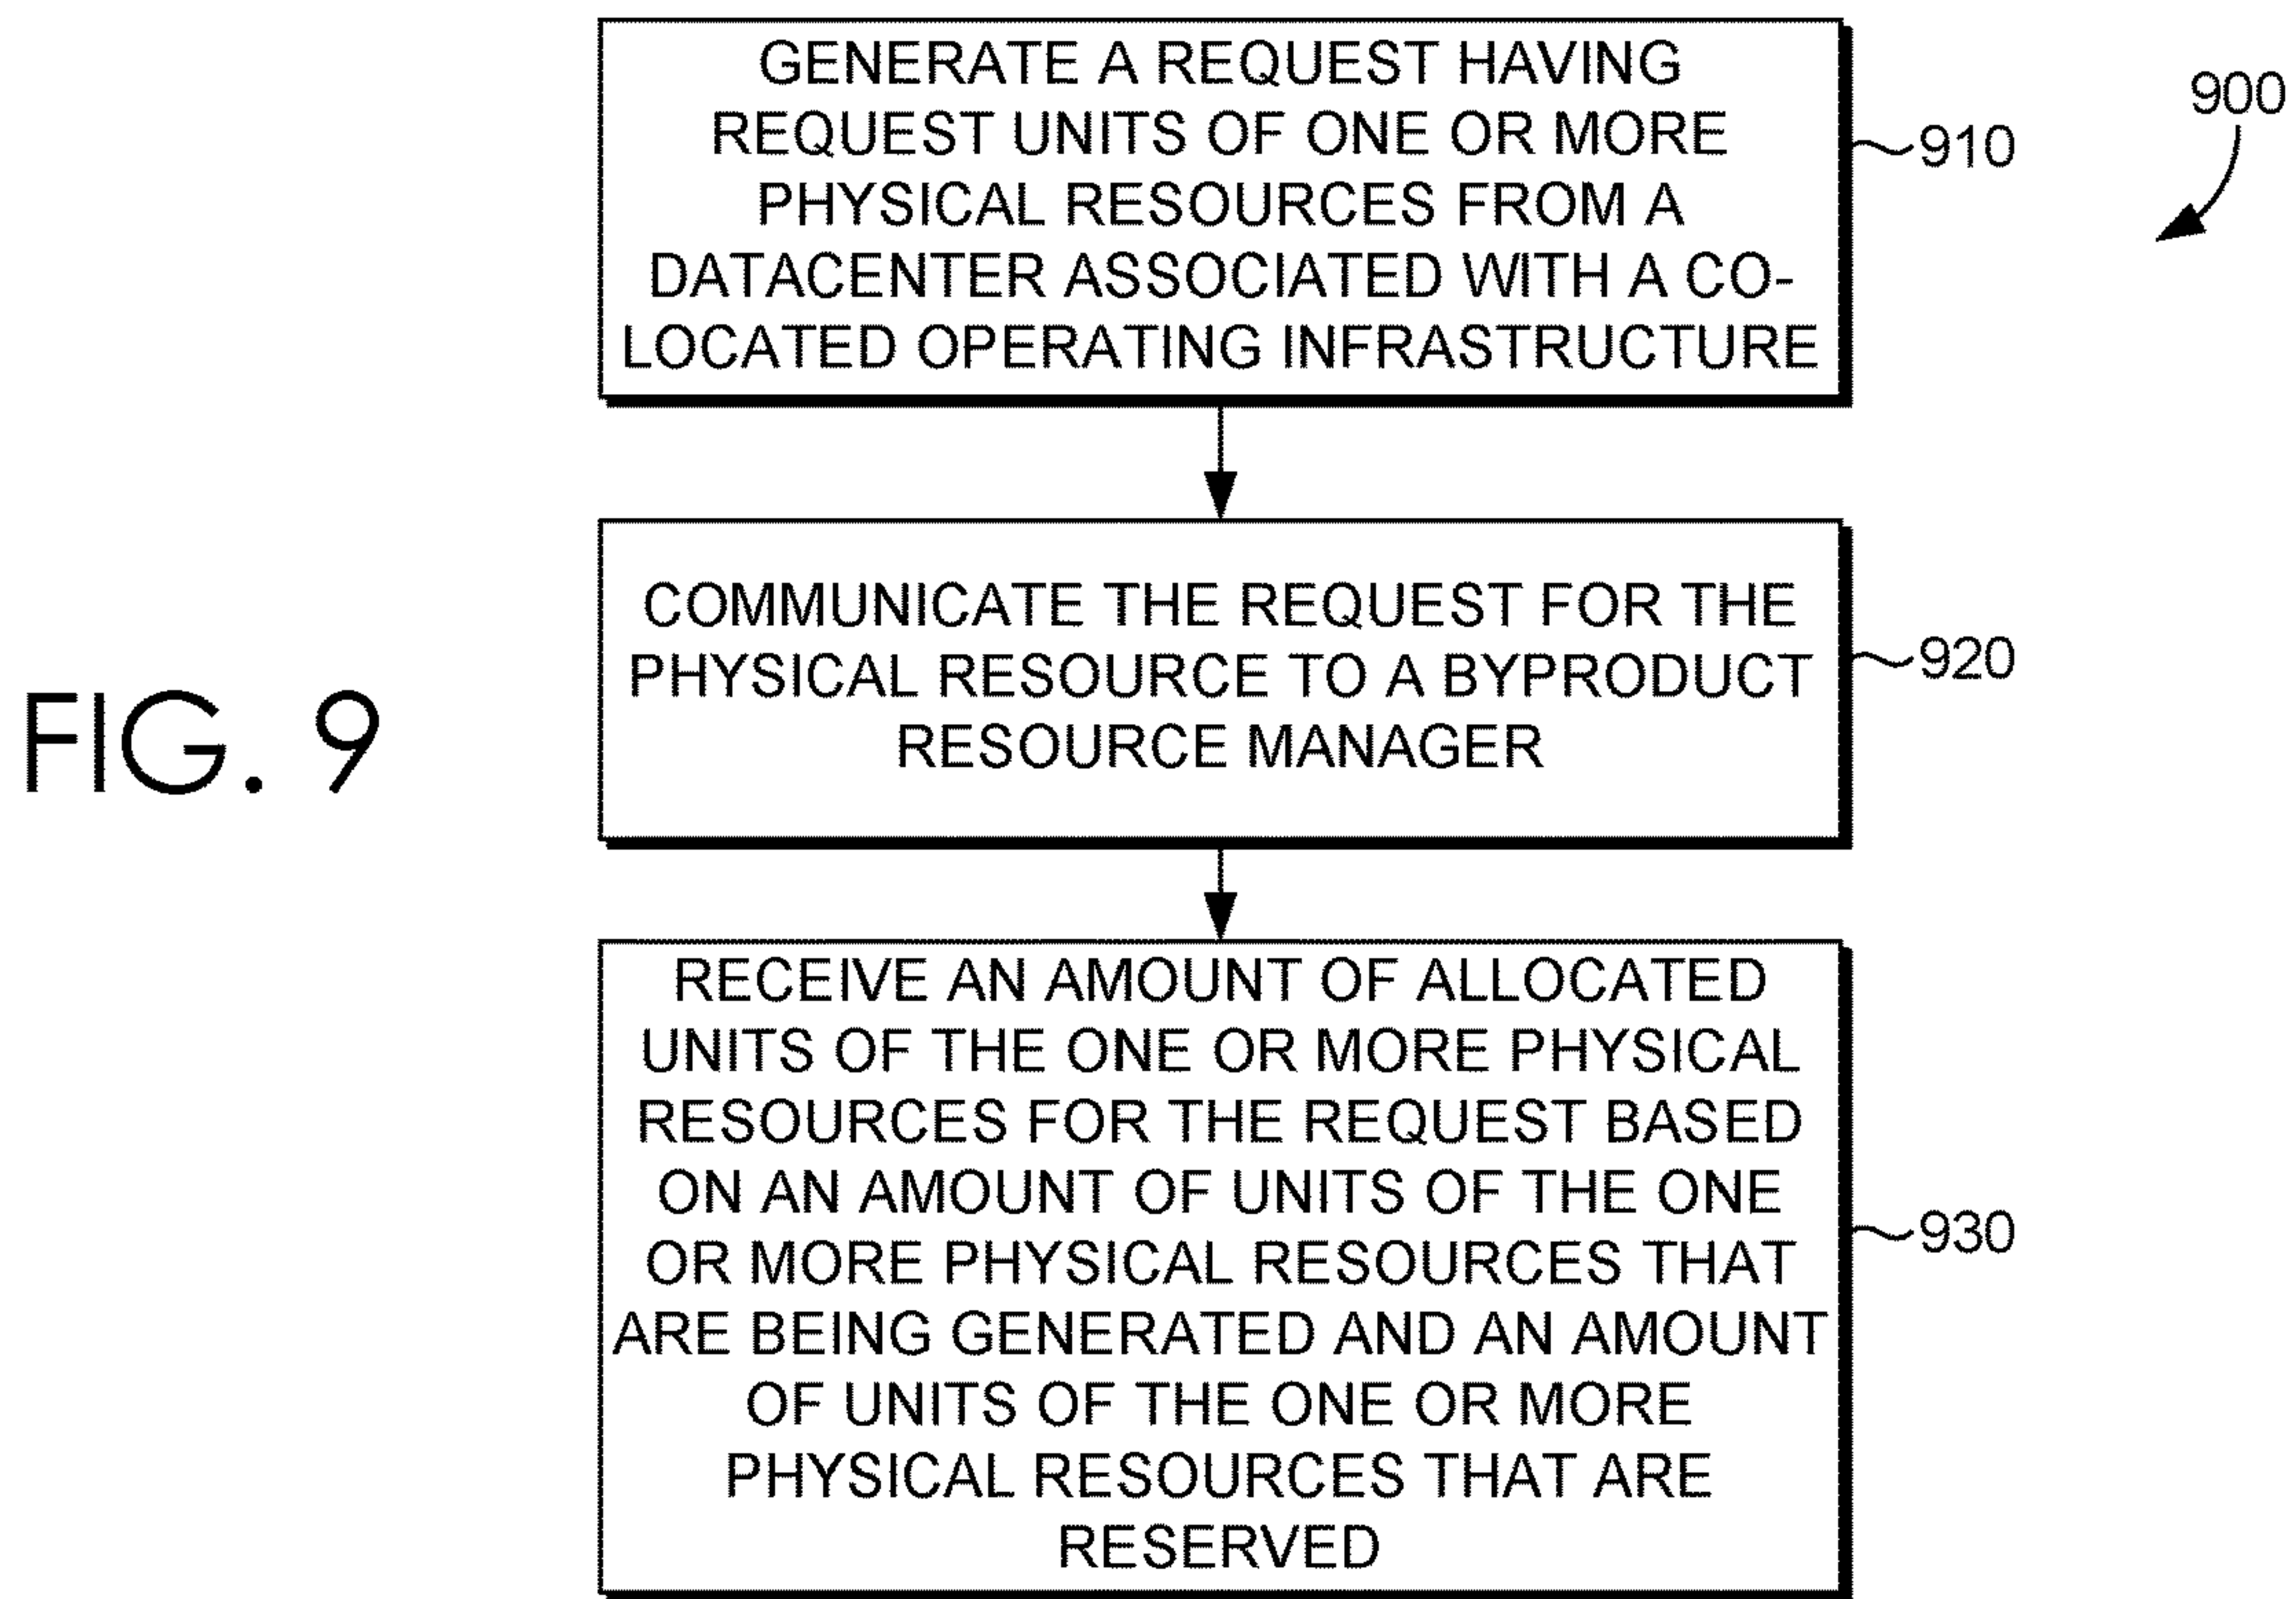 GENERATE A REQUEST HAVING
REQUEST UNITS OF ONE OR MORE
PHYSICAL RESOURCES FROM A
DATACENTER ASSOCIATED WITH A CO-
LOCATED OPERATING INFRASTRUCTURE
910
900
COMMUNICATE THE REQUEST FOR THE
PHYSICAL RESOURCE TO A BYPRODUCT
RESOURCE MANAGER
920
FIG. 9
RECEIVE AN AMOUNT OF ALLOCATED
UNITS OF THE ONE OR MORE PHYSICAL
RESOURCES FOR THE REQUEST BASED
ON AN AMOUNT OF UNITS OF THE ONE
OR MORE PHYSICAL RESOURCES THAT
ARE BEING GENERATED AND AN AMOUNT
OF UNITS OF THE ONE OR MORE
PHYSICAL RESOURCES THAT ARE
RESERVED
930